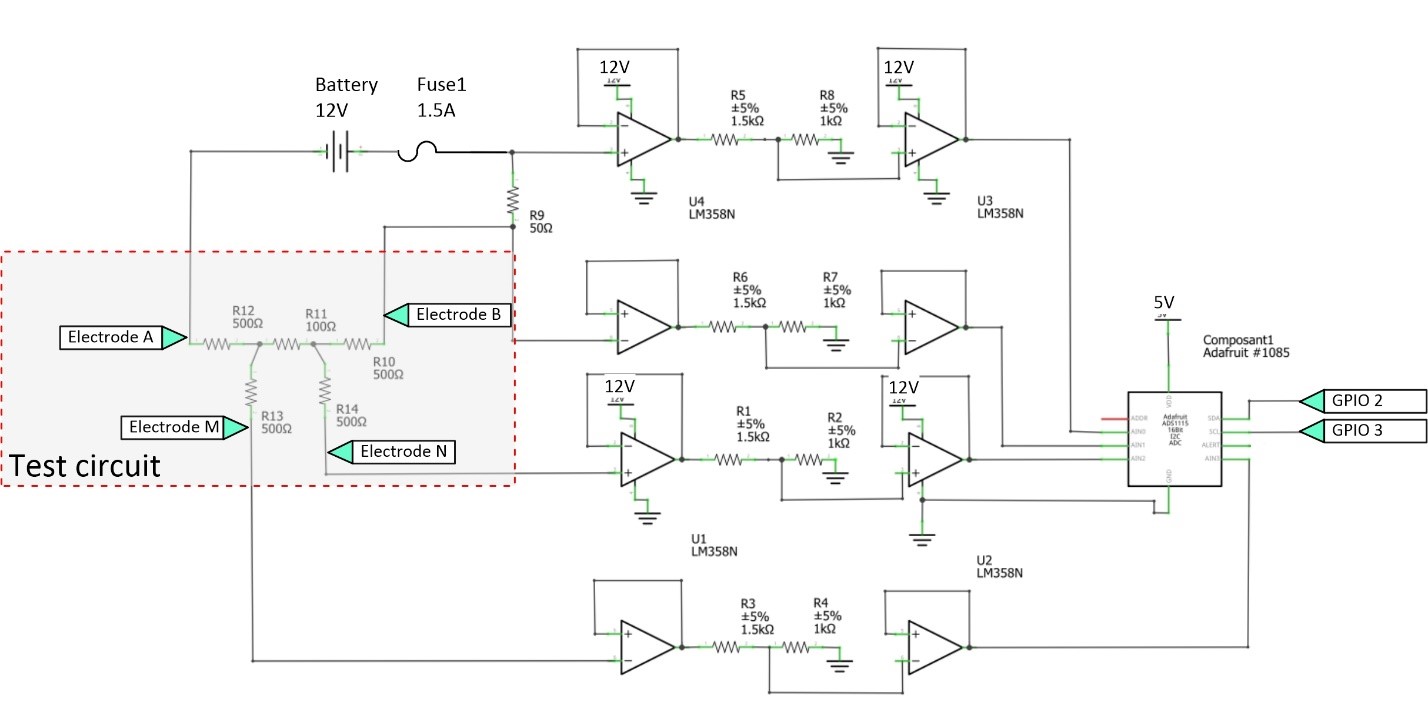 12V
12V
Battery
12V
Fuse1
1.5A
R5
±5%
1.5kΩ
R8
±5%
1kΩ
−
+
−
+
U4
LM358N
U3
LM358N
R9
50Ω
R6
±5%
1.5kΩ
R7
±5%
1kΩ
+
−
+
−
5V
Composant1
Adafruit #1085
R12
500Ω
R11
100Ω
Electrode B
Electrode A
R10
500Ω
12V
12V
R13
500Ω
R14
500Ω
Electrode M
Electrode N
Test circuit
R1
±5%
1.5kΩ
R2
±5%
1kΩ
−
+
−
+
VDD
ADDR
AIN0
AIN1
AIN2
Adafruit
ADS1115
16Bit
I2C
ADC
SDA
SCL
ALERT
AIN3
GND
GPIO 2
GPIO 3
U1
LM358N
U2
LM358N
R3
±5%
1.5kΩ
R4
±5%
1kΩ
+
−
+
−